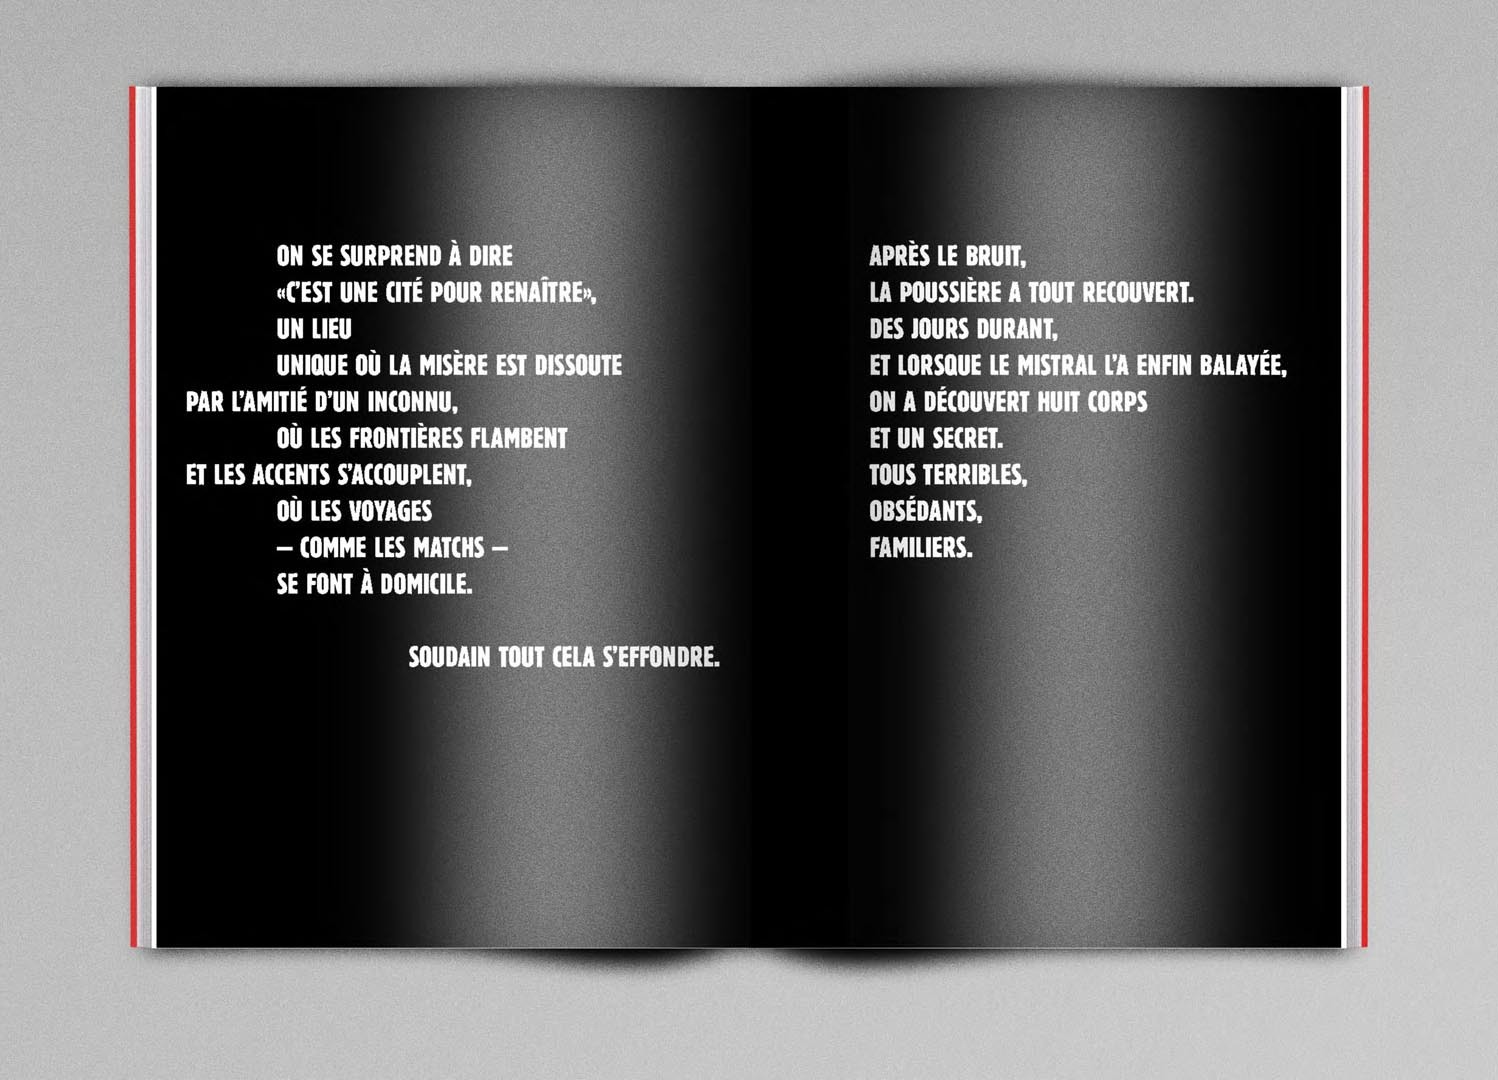 ON SE SURPREND À DIRE
«C'EST UNE CITÉ POUR RENAÎTRE»,
UN LIEU
UNIQUE OÙ LA MISÈRE EST DISSOUTE
PAR L'AMITIÉ D'UN INCONNU,
OÙ LES FRONTIÈRES FLAMBENT
ET LES ACCENTS S'ACCOUPLENT,
OÙ LES VOYAGES
– COMME LES MATCHS –
SE FONT À DOMICILE.
SOUDAIN TOUT CELA S'EFFONDRE.
APRÈS LE BRUIT,
LA POUSSIÈRE A TOUT RECOUVERT.
DES JOURS DURANT,
ET LORSQUE LE MISTRAL L'A ENFIN BALAYÉE,
ON A DÉCOUVERT HUIT CORPS
ET UN SECRET.
TOUS TERRIBLES,
OBSÉDANTS,
FAMILIERS.